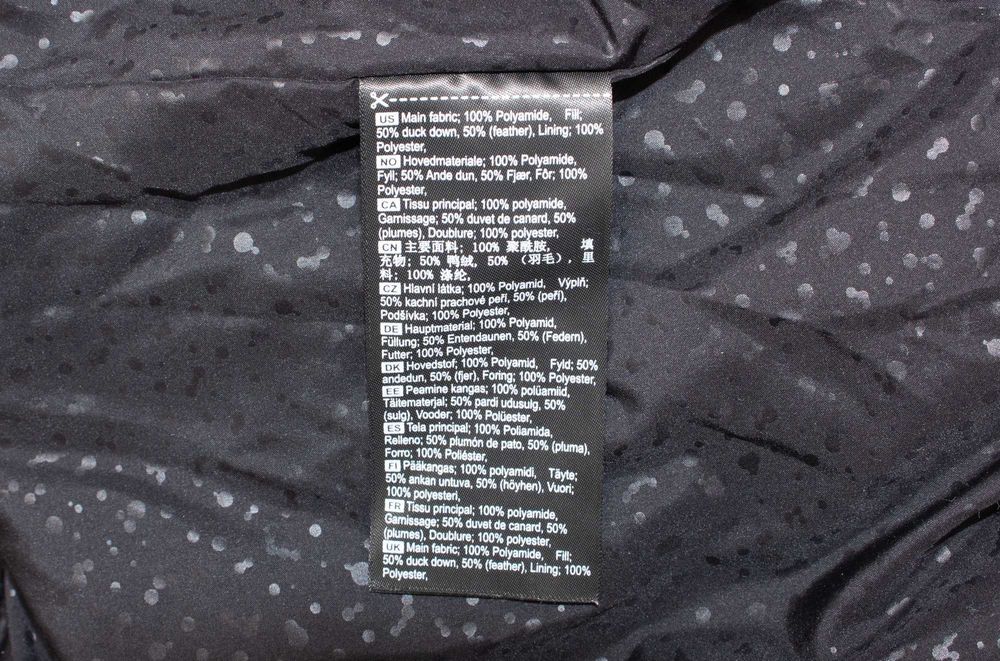 US Main fabric; 100% Polyamide, Fill;
50% duck down, 50% (feather), Lining; 100%
Polyester,
NO Hovedmateriale; 100% Polyamide,
Fyll; 50% Ande dun, 50% Fjær, Fôr; 100%
Polyester,
CA Tissu principal; 100% polyamide,
Garnissage; 50% duvet de canard, 50%
(plumes), Doublure; 100% polyester,
CN 主要面料; 100% 聚酰胺, 填
充物; 50% 鸭绒, 50% (羽毛), 里
料; 100% 涤纶,
CZ Hlavní látka; 100% Polyamid, Výplň;
50% kachní prachové peří, 50% (peří),
Podšívka; 100% Polyester,
DE Hauptmaterial; 100% Polyamid,
Füllung; 50% Entendaunen, 50% (Federn),
Futter; 100% Polyester,
DK Hovedstof; 100% Polyamid, Fyld; 50%
andedun, 50% (fjer), Foring; 100% Polyester,
EE Peamine kangas; 100% polüamiid,
Täitematerjal; 50% pardi udusulg, 50%
(sulg), Vooder; 100% Polüester,
ES Tela principal; 100% Poliamida,
Relleno; 50% plumón de pato, 50% (pluma)
Forro; 100% Poliéster,
FI Pääkangas; 100% polyamidi, Täyte;
50% ankan untuva, 50% (höyhen), Vuori;
100% polyesteri,
FR Tissu principal; 100% polyamide,
Garnissage; 50% duvet de canard, 50%
(plumes), Doublure; 100% polyester,
UK Main fabric; 100% Polyamide, Fill;
50% duck down, 50% (feather), Lining; 100%
Polyester,